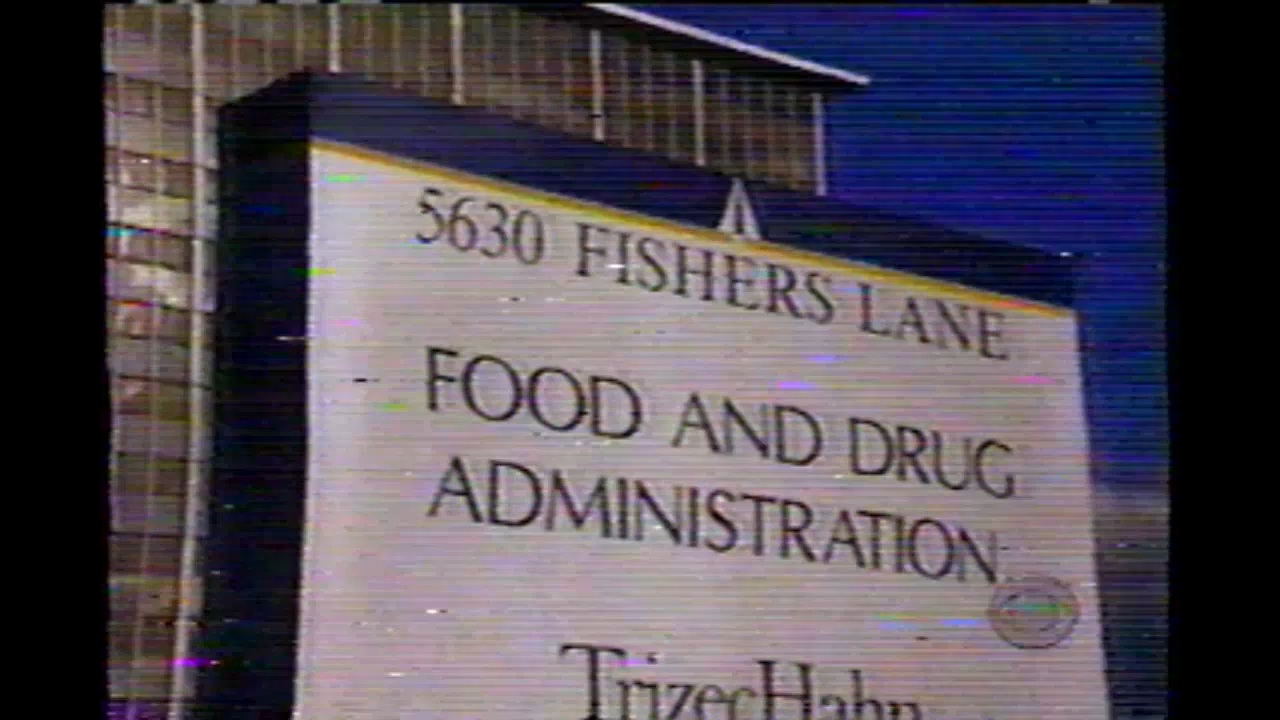 5630 FISHERS LANE
FOOD AND DRUG
ADMINISTRATION
TrizecHahn